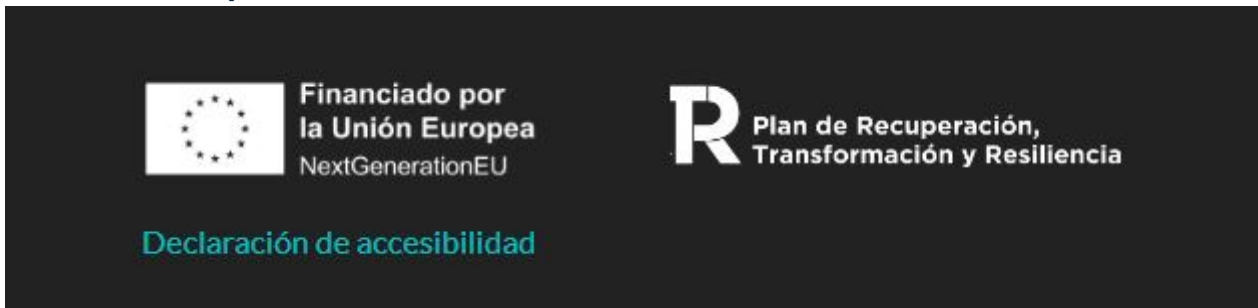 Financiado por
la Unión Europea
NextGenerationEU
Plan de Recuperación,
Transformación y Resiliencia
Declaración de accesibilidad